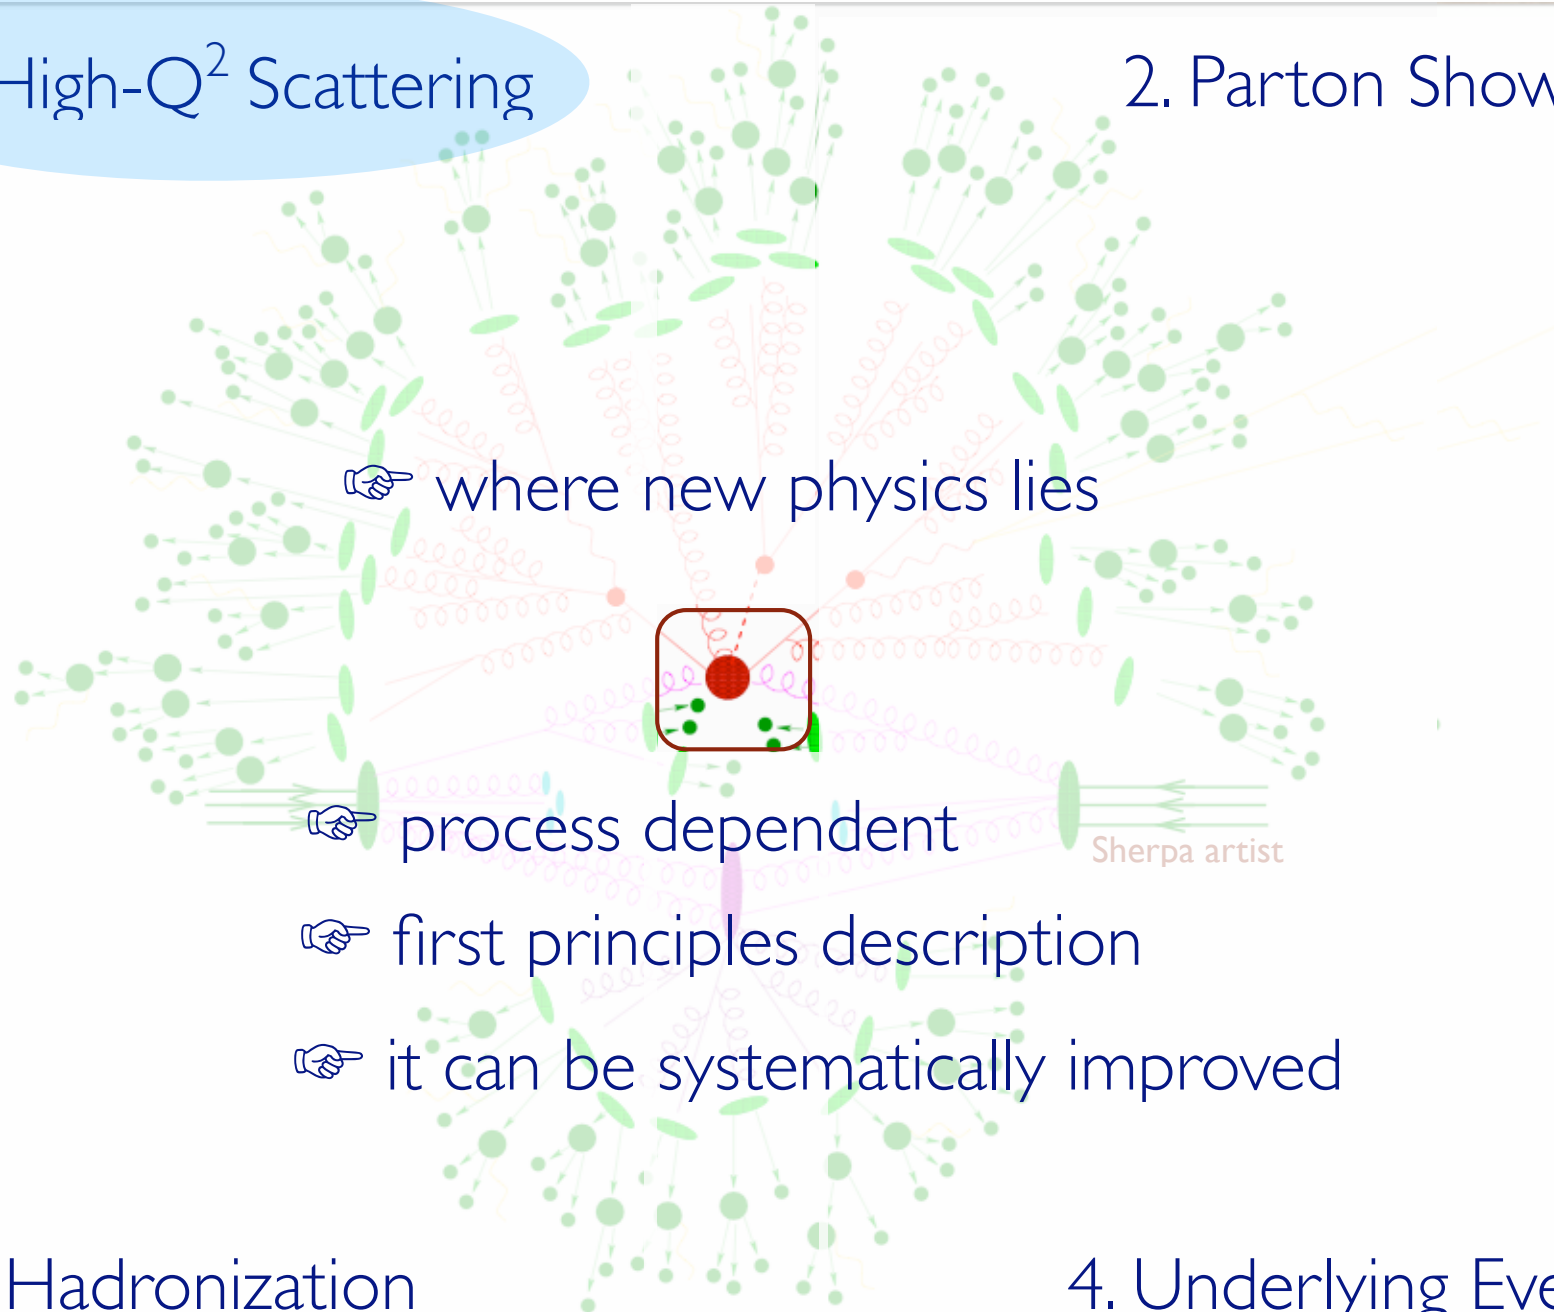 High-Q² Scattering
2. Parton Show
☞ where new physics lies
☞ process dependent
Sherpa artist
☞ first principles description
☞ it can be systematically improved
Hadronization
4. Underlying Eve